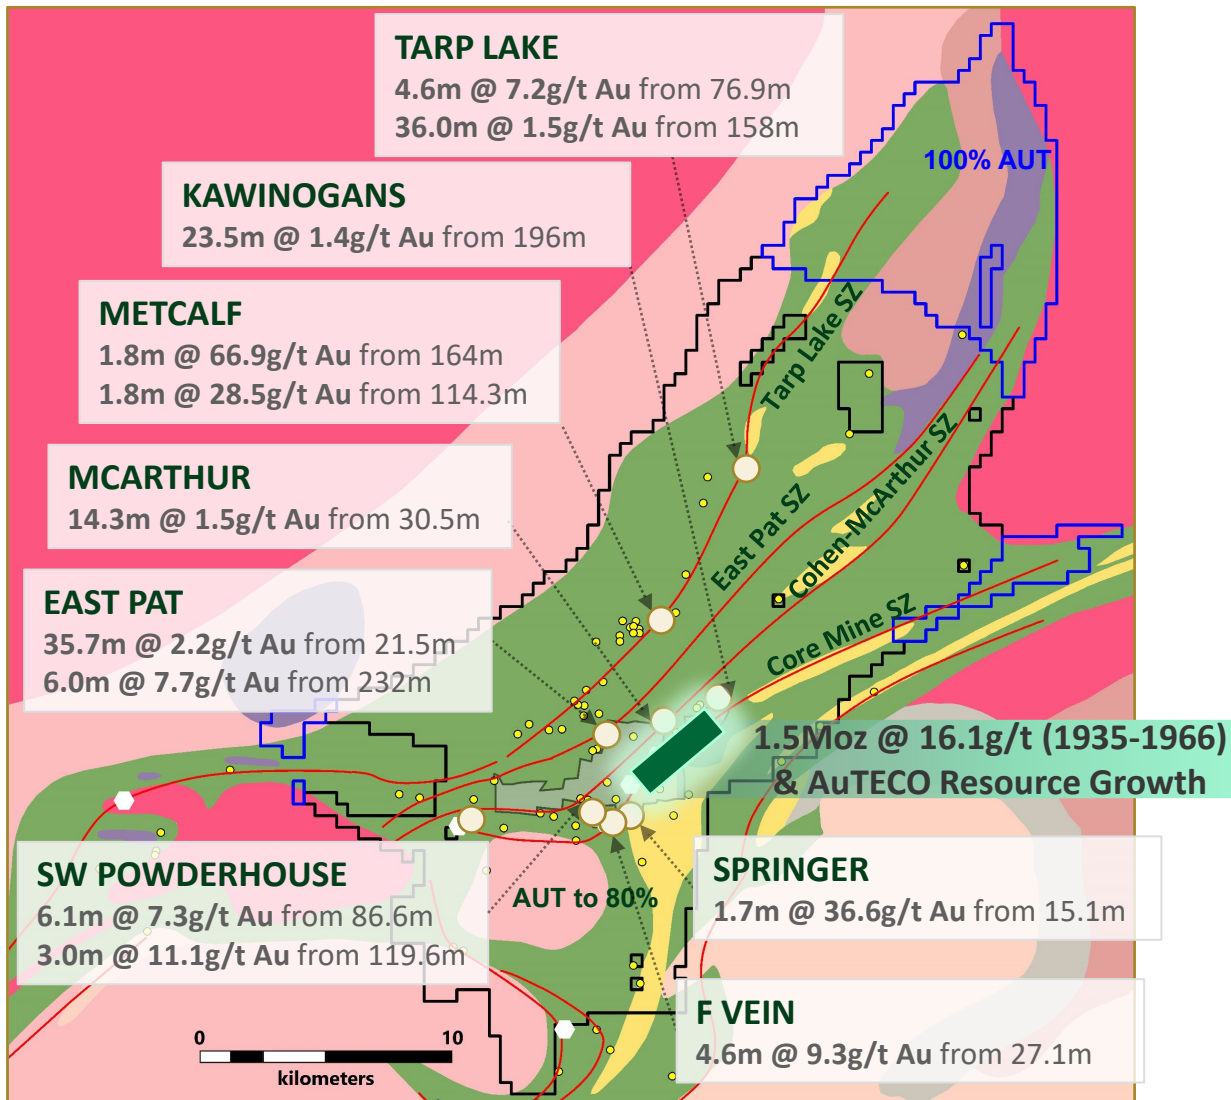 TARP LAKE
4.6m @ 7.2g/t Au from 76.9m
36.0m @ 1.5g/t Au from 158m
100% AUT
KAWINOGANS
23.5m @ 1.4g/t Au from 196m
METCALF
1.8m @ 66.9g/t Au from 164m
1.8m @ 28.5g/t Au from 114.3m
Tarp Lake SZ
MCARTHUR
14.3m @ 1.5g/t Au from 30.5m
East Pat SZ
Cohen-McArthur SZ
EAST PAT
35.7m @ 2.2g/t Au from 21.5m
6.0m @ 7.7g/t Au from 232m
Core Mine SZ
1.5Moz @ 16.1g/t (1935-1966)
& AuTECO Resource Growth
SW POWDERHOUSE
6.1m @ 7.3g/t Au from 86.6m
3.0m @ 11.1g/t Au from 119.6m
AUT to 80%
SPRINGER
1.7m @ 36.6g/t Au from 15.1m
F VEIN
4.6m @ 9.3g/t Au from 27.1m
0 10
kilometers